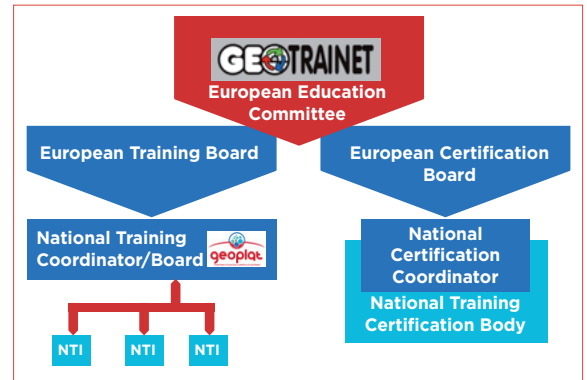 GEOTRAINET
European Education
Committee
European Training Board
European Certification
Board
National Training
Coordinator/Board
geoplat
National
Certification
Coordinator
National Training
Certification Body
NTI
NTI
NTI